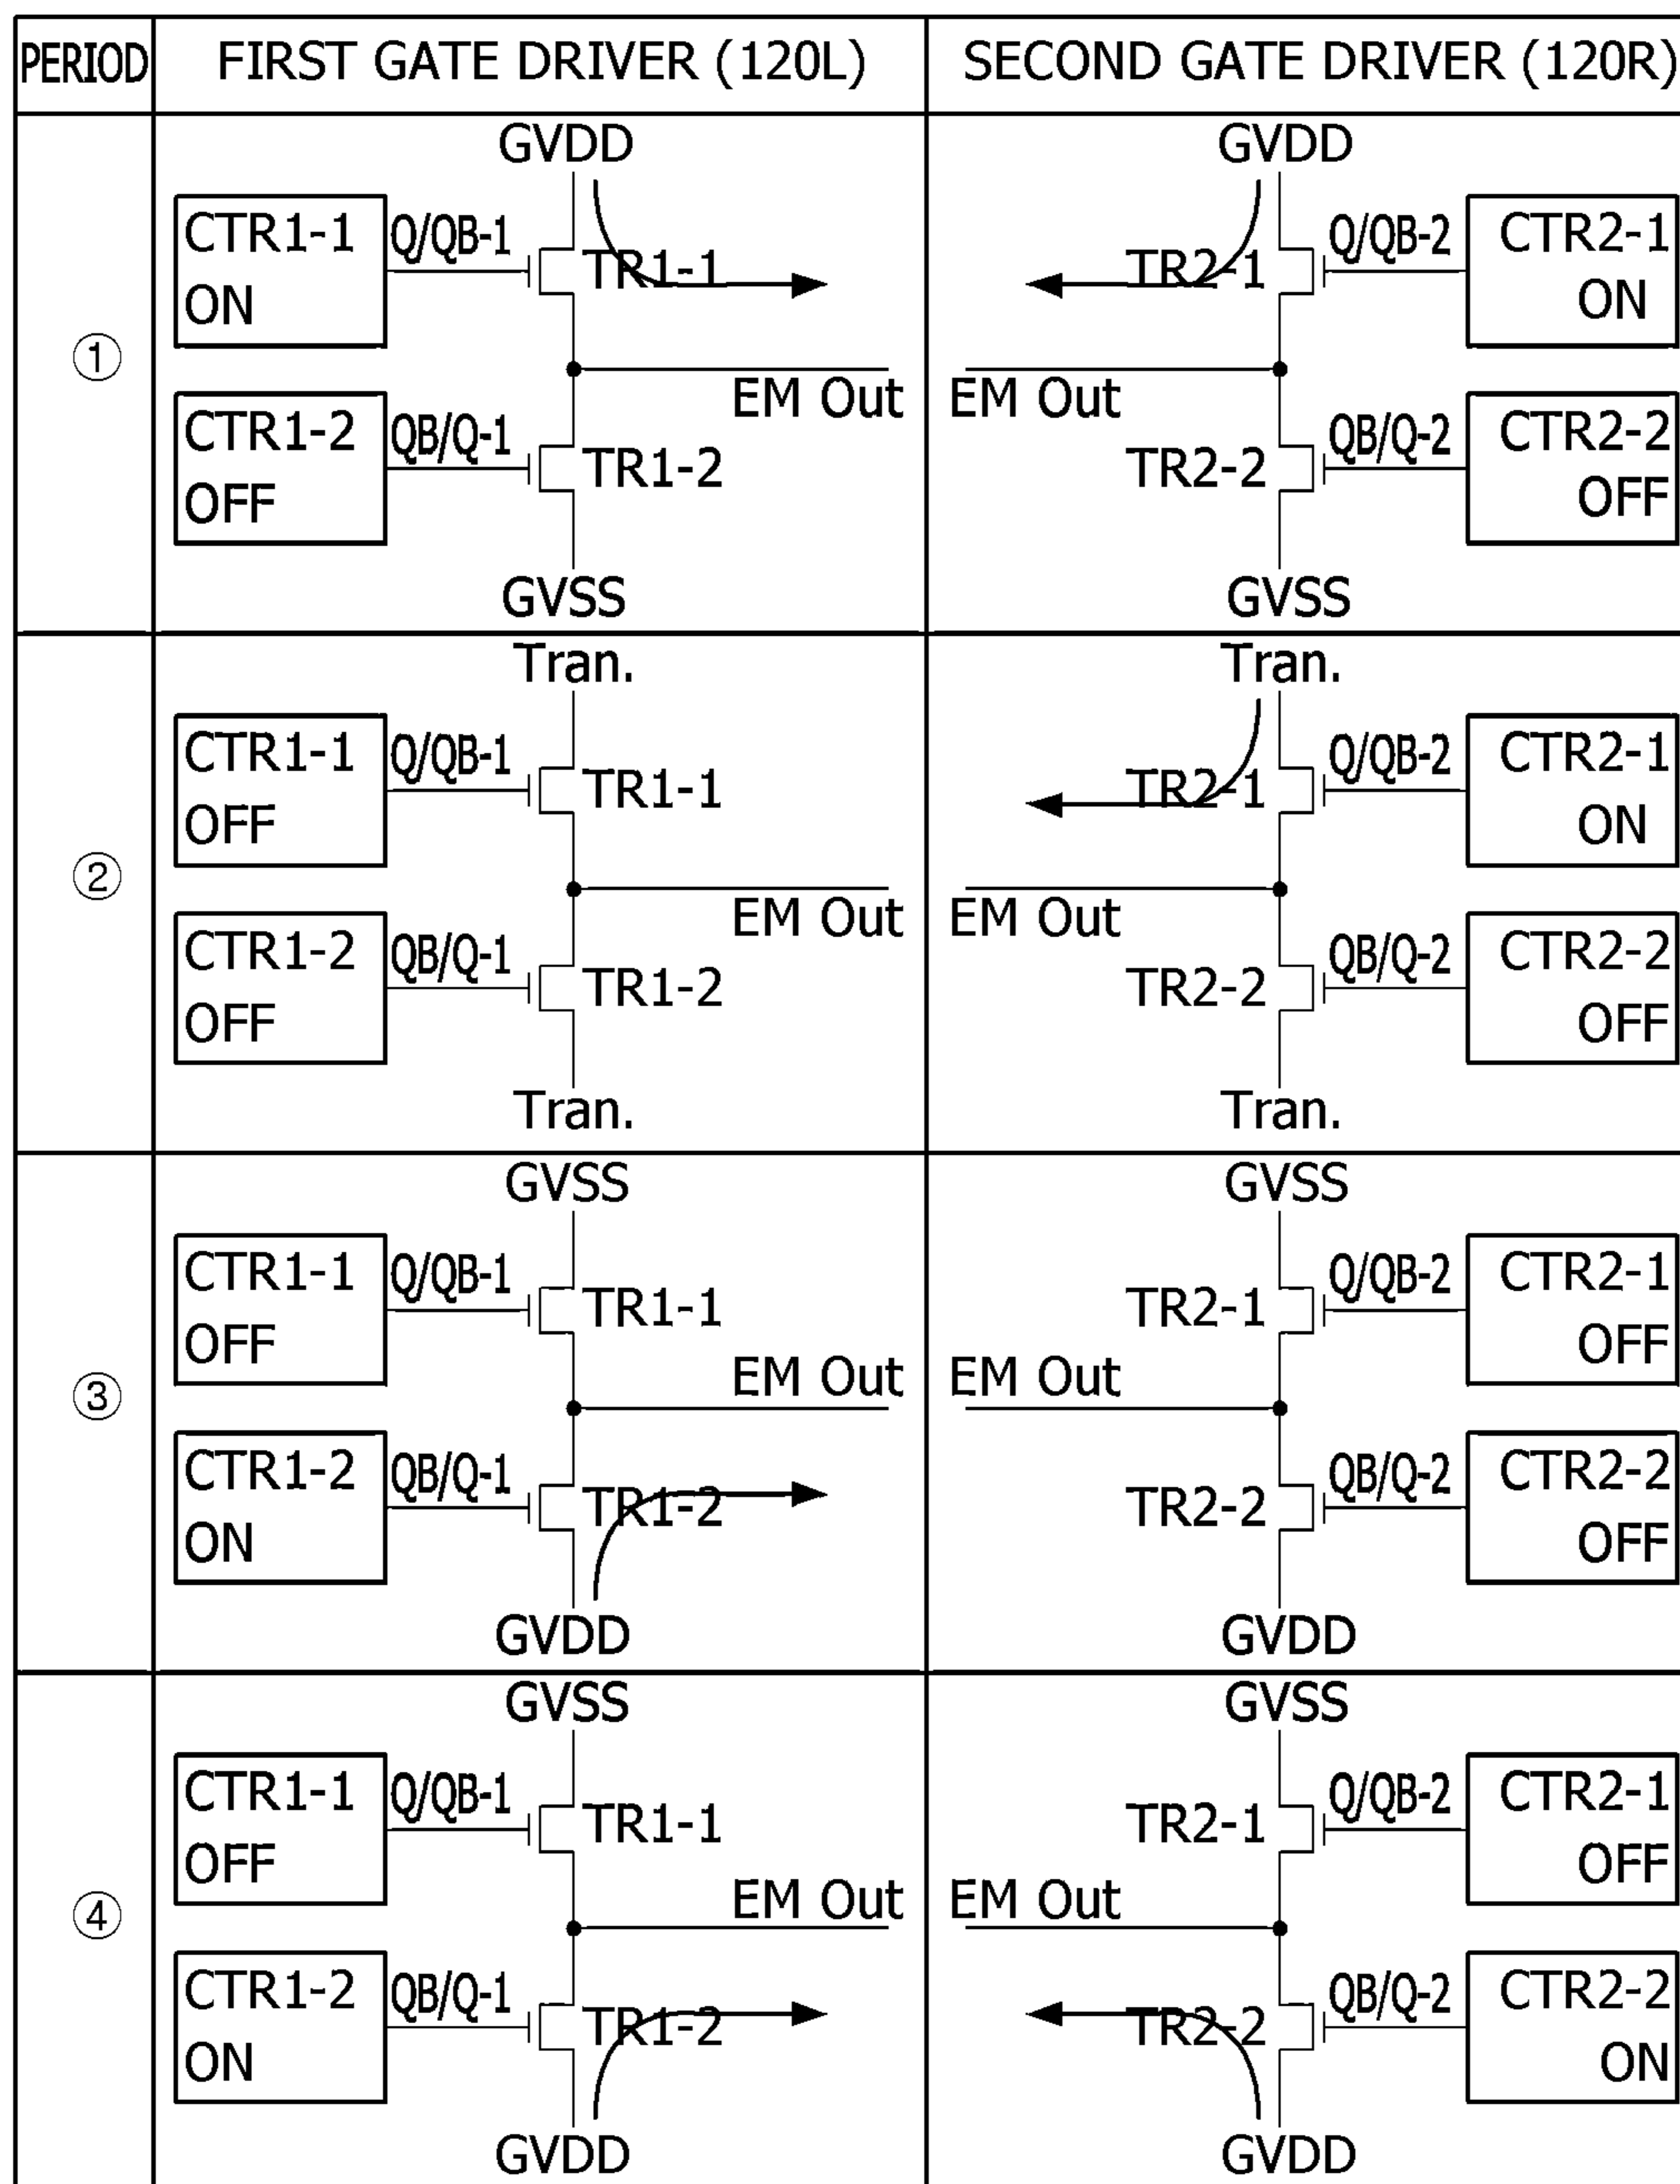 PERIOD FIRST GATE DRIVER (120L) SECOND GATE DRIVER (120R)
①
GVDD
CTR1-1 Q/QB-1
ON
TR1-1
EM Out
CTR1-2 QB/Q-1
OFF
TR1-2
GVSS
GVDD
TR2-1
Q/QB-2 CTR2-1
ON
EM Out
TR2-2
QB/Q-2 CTR2-2
OFF
GVSS
②
Tran.
CTR1-1 Q/QB-1
OFF
TR1-1
EM Out
CTR1-2 QB/Q-1
OFF
TR1-2
Tran.
Tran.
TR2-1
Q/QB-2 CTR2-1
ON
EM Out
TR2-2
QB/Q-2 CTR2-2
OFF
Tran.
③
GVSS
CTR1-1 Q/QB-1
OFF
TR1-1
EM Out
CTR1-2 QB/Q-1
ON
TR1-2
GVDD
GVSS
TR2-1
Q/QB-2 CTR2-1
OFF
EM Out
TR2-2
QB/Q-2 CTR2-2
OFF
GVDD
④
GVSS
CTR1-1 Q/QB-1
OFF
TR1-1
EM Out
CTR1-2 QB/Q-1
ON
TR1-2
GVDD
GVSS
TR2-1
Q/QB-2 CTR2-1
OFF
EM Out
TR2-2
QB/Q-2 CTR2-2
ON
GVDD